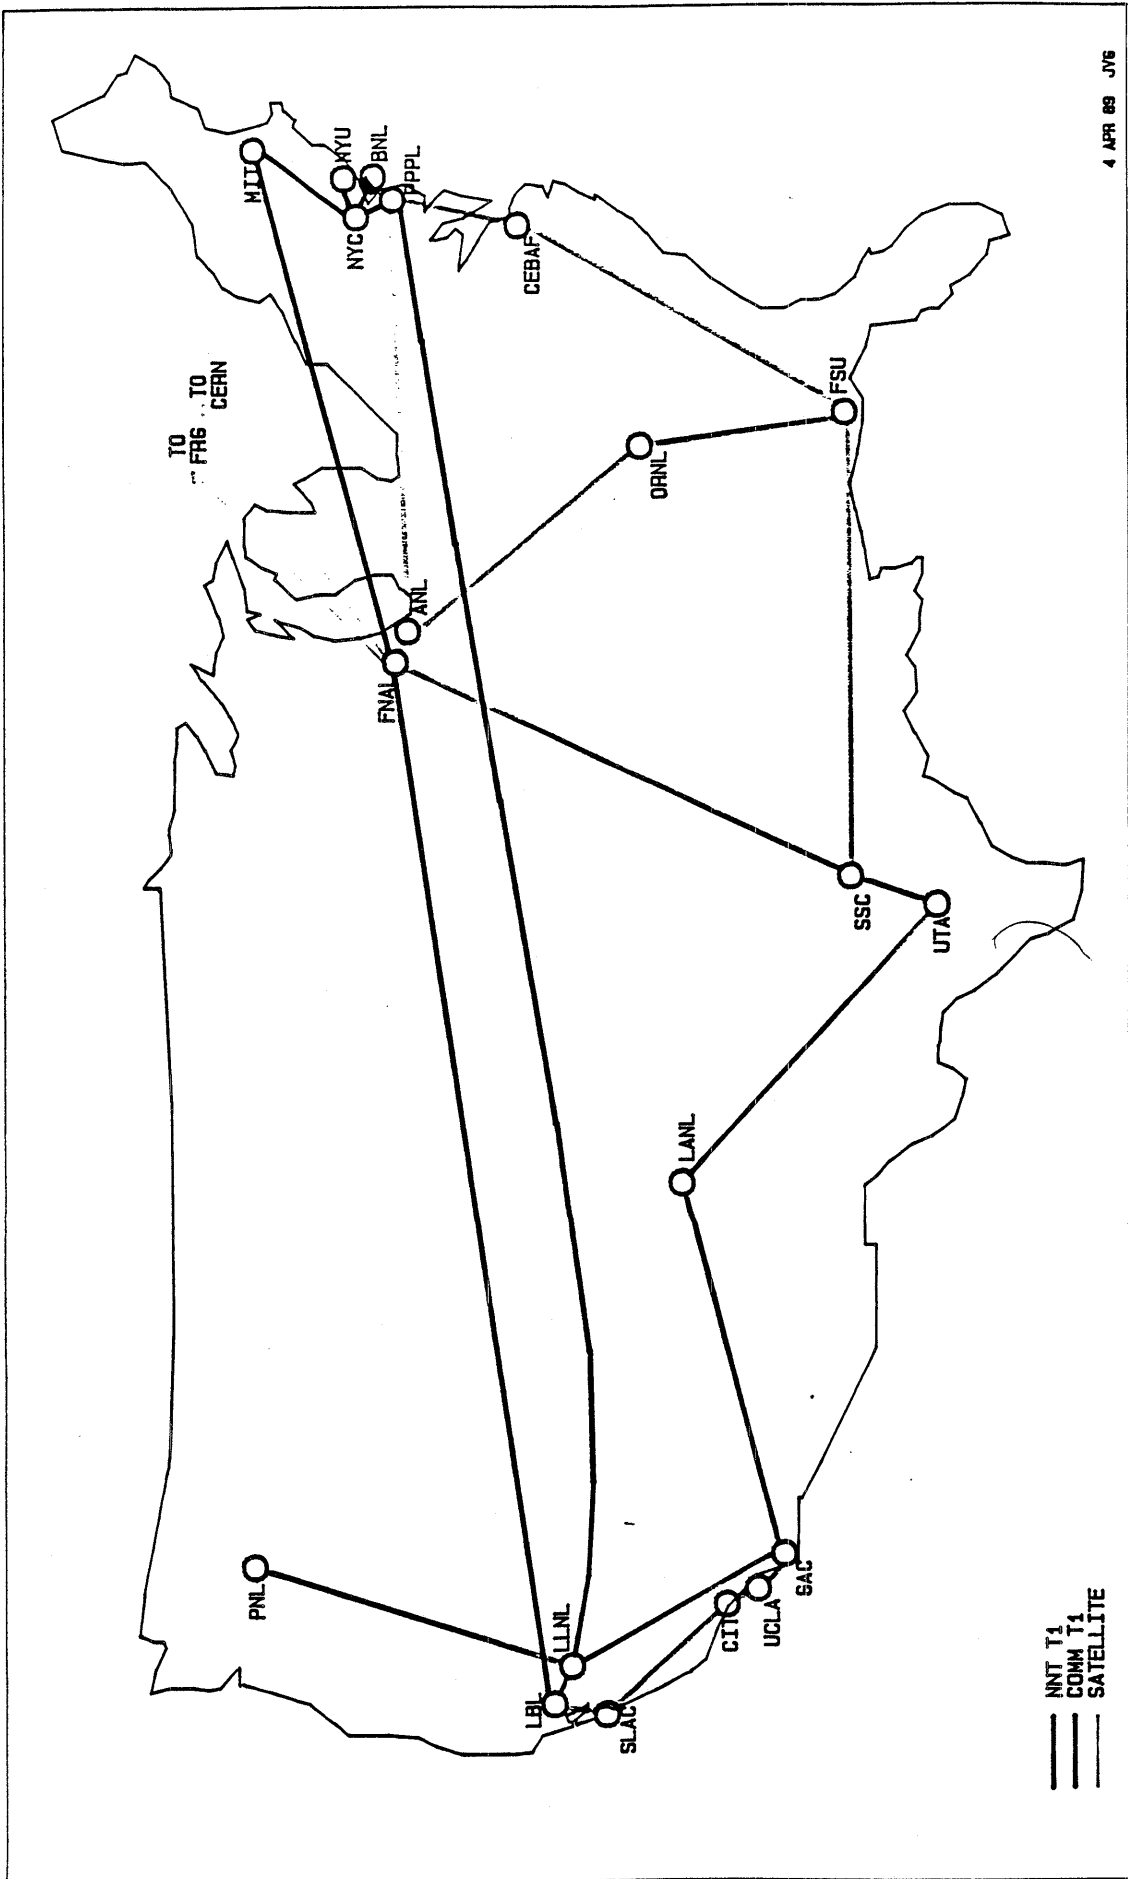 PNL
LBL
LLNL
SLAC
CIT
UCLA
SAC
LANL
SSC
UTA
FNAL
ANL
ORNL
FSU
TO
FRG
TO
CERN
MIT
NYC
NYU
BNL
PPPL
CEBAF
NNT T1
COMM T1
SATELLITE
4 APR 89 JVG